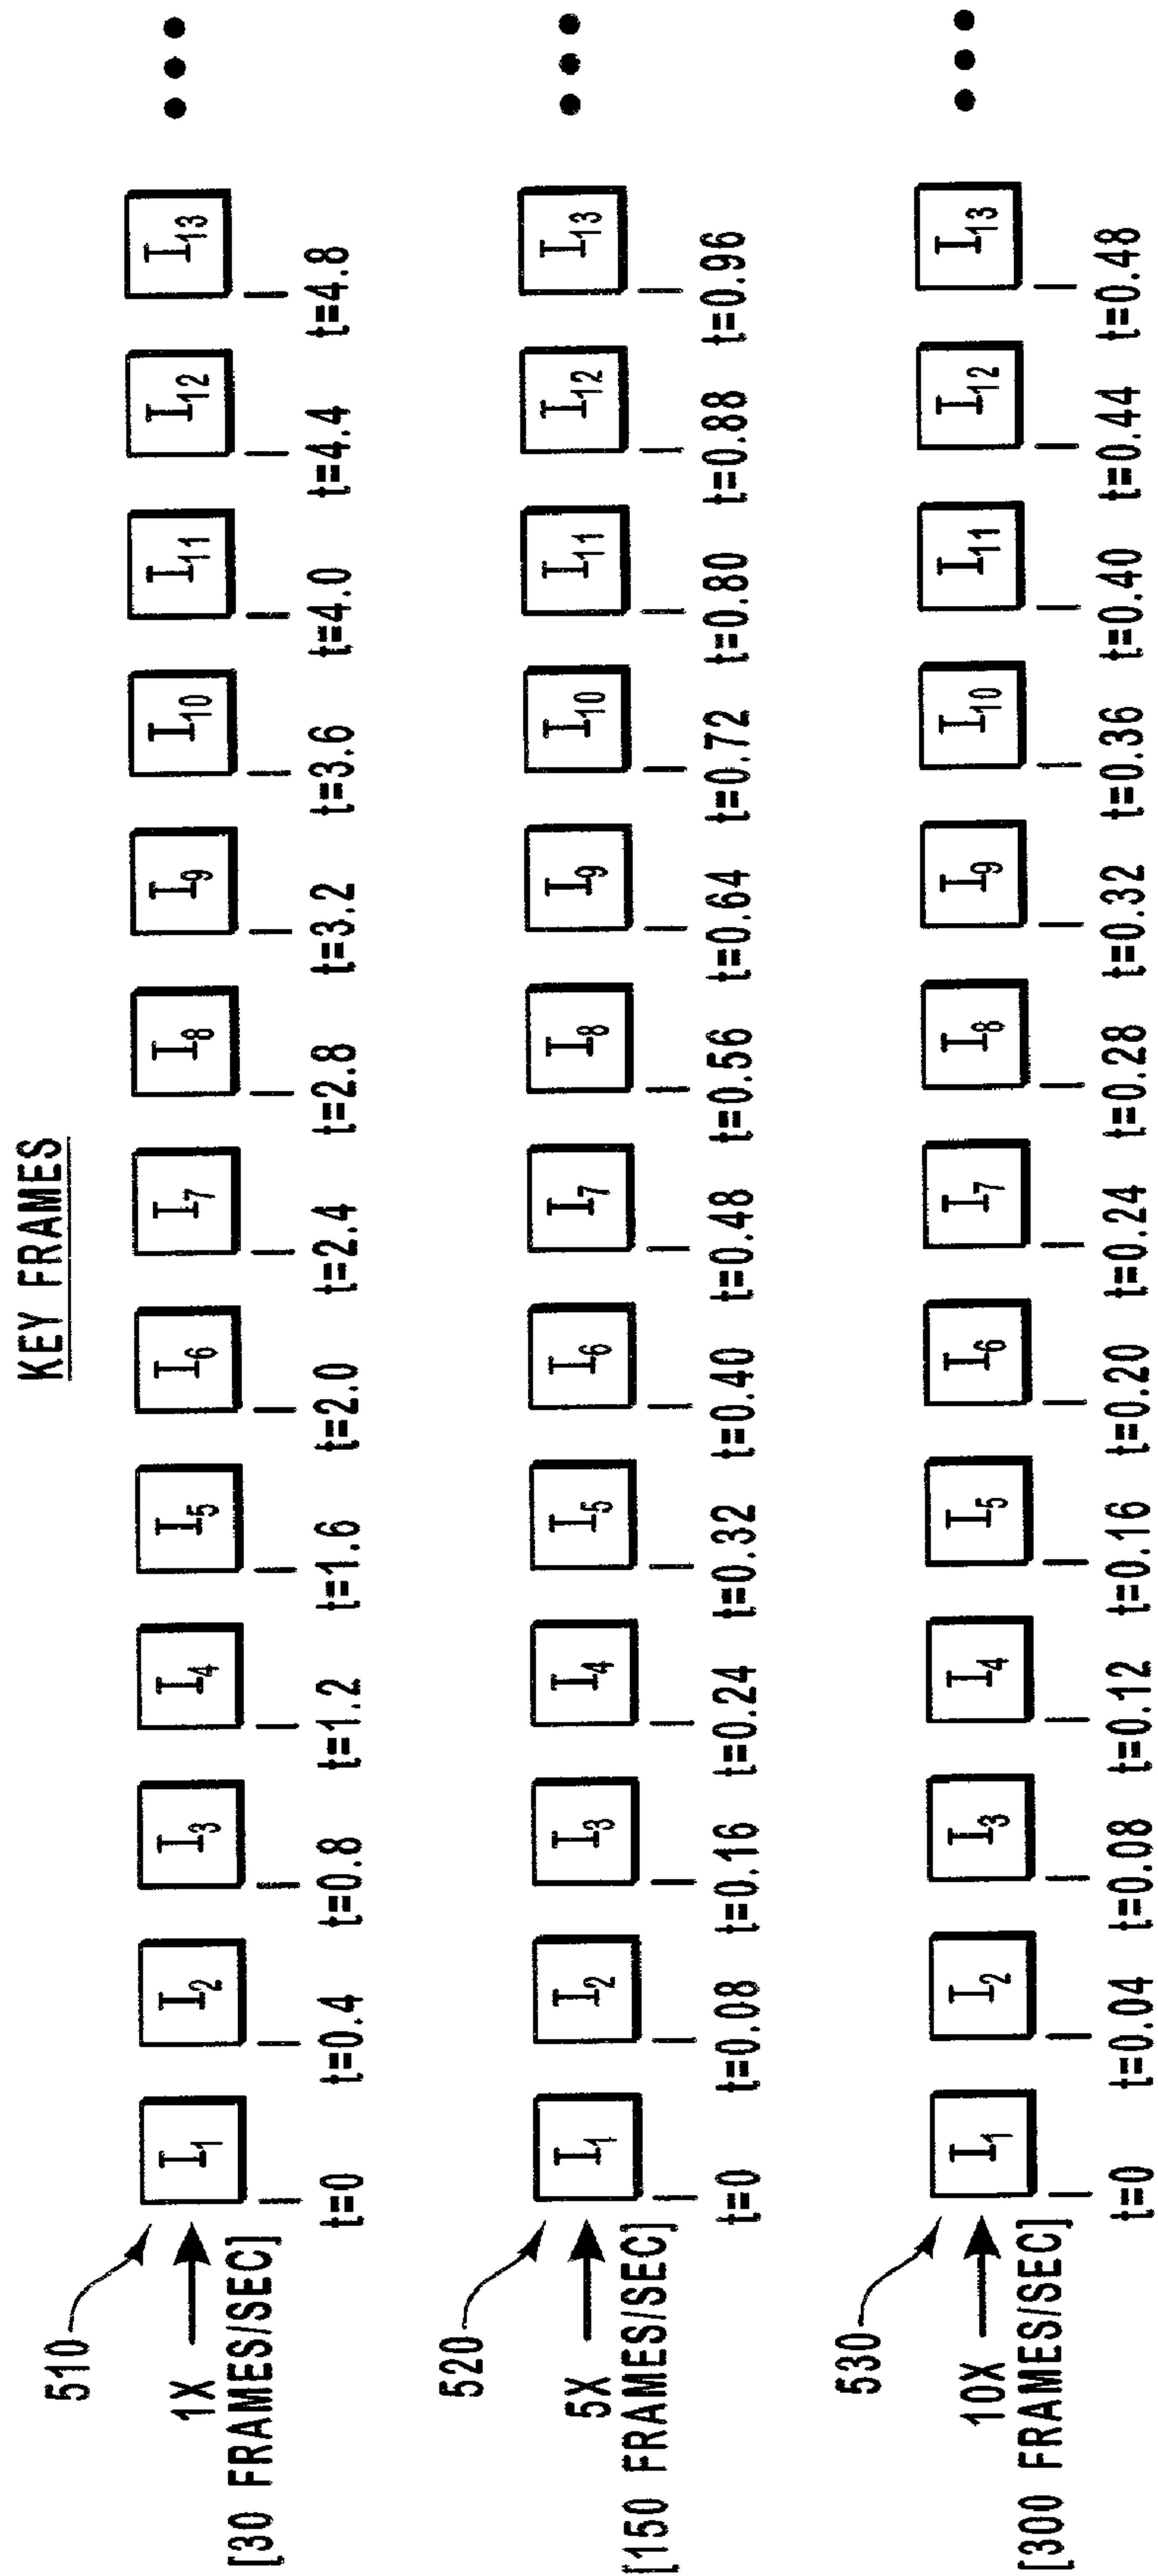 KEY FRAMES
510
1X
[30 FRAMES/SEC]
I1 I2 I3 I4 I5 I6 I7 I8 I9 I10 I11 I12 I13
t=0 t=0.4 t=0.8 t=1.2 t=1.6 t=2.0 t=2.4 t=2.8 t=3.2 t=3.6 t=4.0 t=4.4 t=4.8
520
5X
[150 FRAMES/SEC]
I1 I2 I3 I4 I5 I6 I7 I8 I9 I10 I11 I12 I13
t=0 t=0.08 t=0.16 t=0.24 t=0.32 t=0.40 t=0.48 t=0.56 t=0.64 t=0.72 t=0.80 t=0.88 t=0.96
530
10X
[300 FRAMES/SEC]
I1 I2 I3 I4 I5 I6 I7 I8 I9 I10 I11 I12 I13
t=0 t=0.04 t=0.08 t=0.12 t=0.16 t=0.20 t=0.24 t=0.28 t=0.32 t=0.36 t=0.40 t=0.44 t=0.48